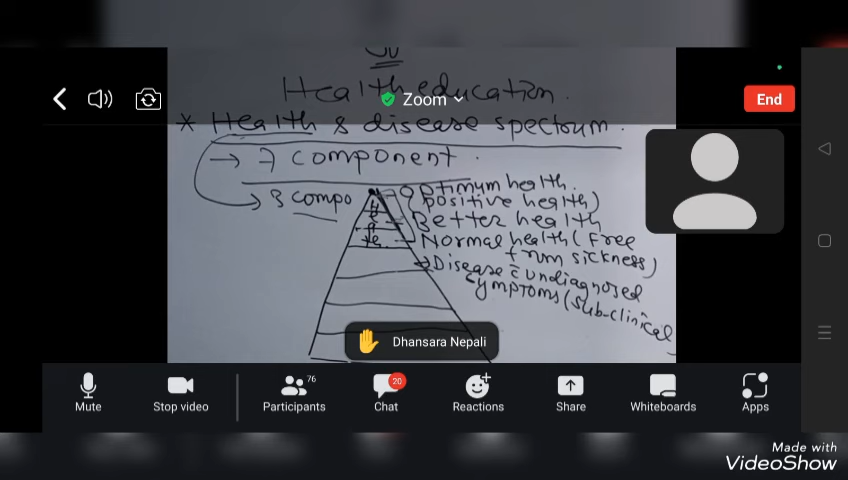 Health education.
Zoom
End
* Health & disease spectrum.
→ 7 component.
→ 3 compo
Optimum health.
(positive health)
Better health
Normal health (Free
from sickness)
→ Disease c̄ undiagnosed
symptoms (sub-clinical
Dhansara Nepali
76
20
Mute
Stop video
Participants
Chat
Reactions
Share
Whiteboards
Apps
Made with
VideoShow